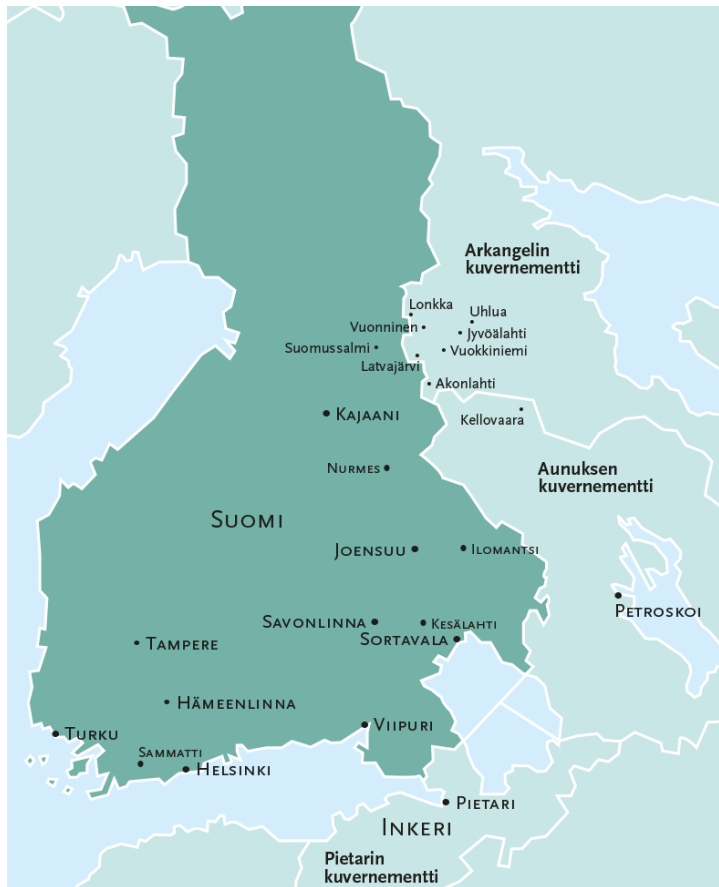 Arkangelin
kuvernementti
Lonkka
Uhlua
Vuonninen
Jyvöälahti
Suomussalmi
Vuokkiniemi
Latvajärvi
Akonlahti
Kajaani
Kellovaara
Nurmes
Aunuksen
kuvernementti
Suomi
Joensuu
Ilomantsi
Petroskoi
Savonlinna
Kesälahti
Sortavala
Tampere
Hämeenlinna
Viipuri
Turku
Sammatti
Helsinki
Pietari
Inkeri
Pietarin
kuvernementti